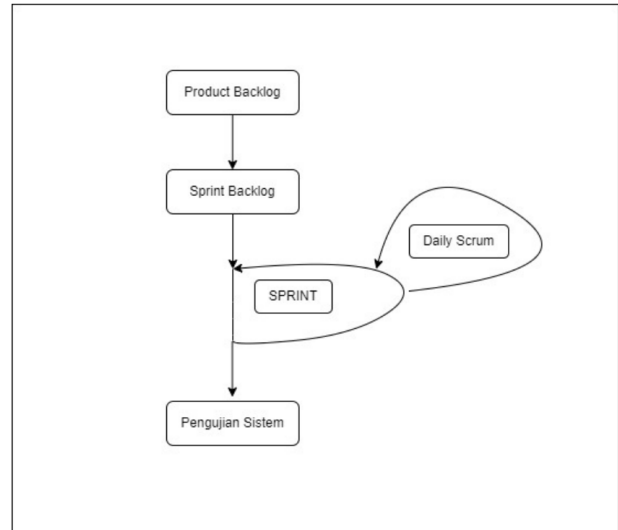 Product Backlog
Sprint Backlog
Daily Scrum
SPRINT
Pengujian Sistem